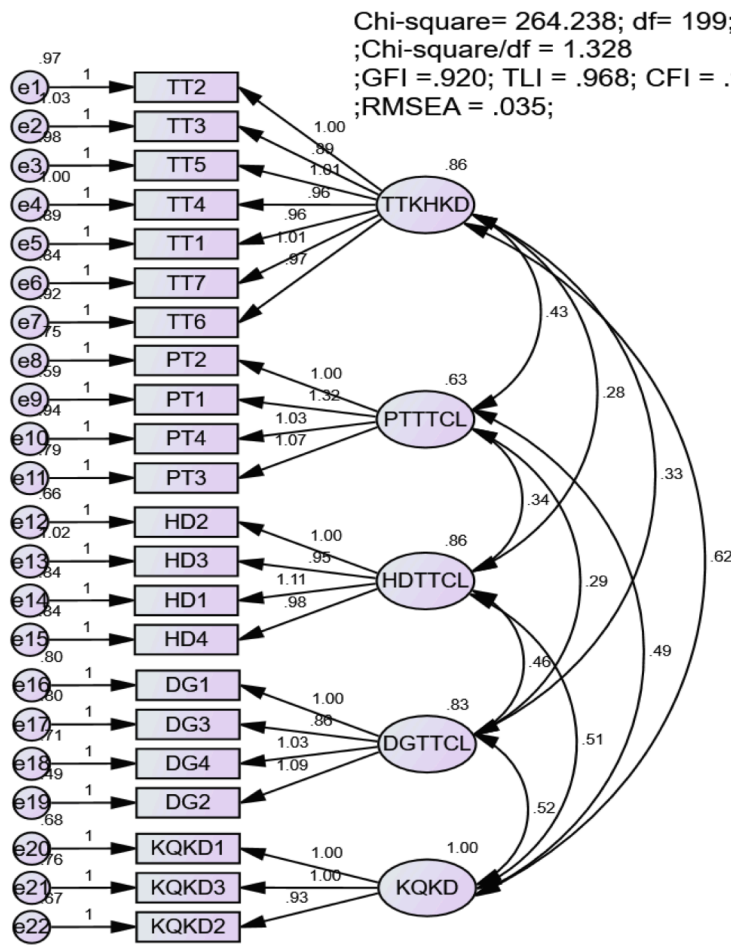 Chi-square= 264.238; df= 199;
;Chi-square/df = 1.328
;GFI =.920; TLI = .968; CFI =
;RMSEA = .035;
.97
e1 1 TT2
1.03
e2 1 TT3
.98
e3 1 TT5
1.00
e4 1 TT4
.89
e5 1 TT1
.84
e6 1 TT7
.92
e7 1 TT6
.75
e8 1 PT2
.59
e9 1 PT1
.94
e10 1 PT4
.79
e11 1 PT3
.66
e12 1 HD2
1.02
e13 1 HD3
.84
e14 1 HD1
.84
e15 1 HD4
.80
e16 1 DG1
.80
e17 1 DG3
.71
e18 1 DG4
.49
e19 1 DG2
.68
e20 1 KQKD1
.76
e21 1 KQKD3
.67
e22 1 KQKD2
1.00
.89
1.01
.96
.96
1.01
.97
.86
TTKHKD
1.00
1.32
1.03
1.07
.63
PTTTCL
1.00
.95
1.11
.98
.86
HDTTCL
1.00
.86
1.03
1.09
.83
DGTTCL
1.00
1.00
.93
1.00
KQKD
.43
.28
.33
.34
.62
.29
.49
.46
.51
.52